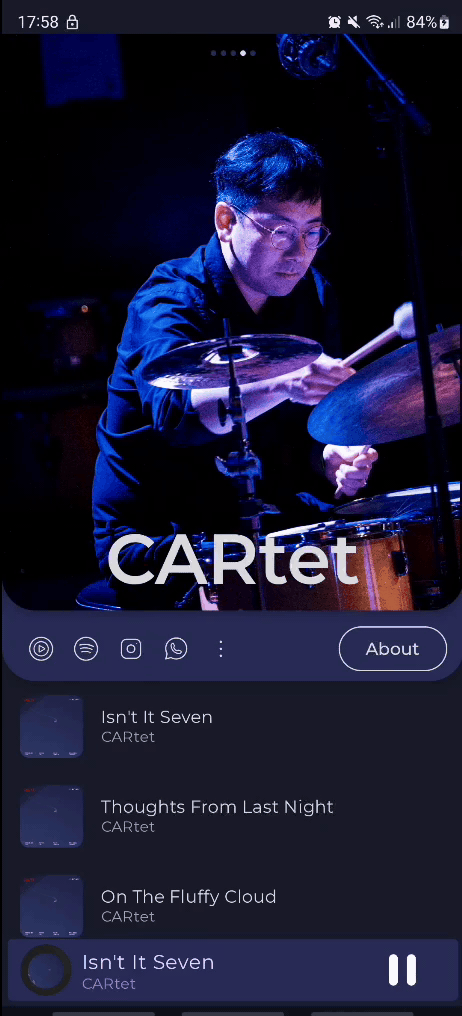 17:58
84%
CARtet
About
Isn't It Seven
CARtet
Thoughts From Last Night
CARtet
On The Fluffy Cloud
CARtet
Isn't It Seven
CARtet